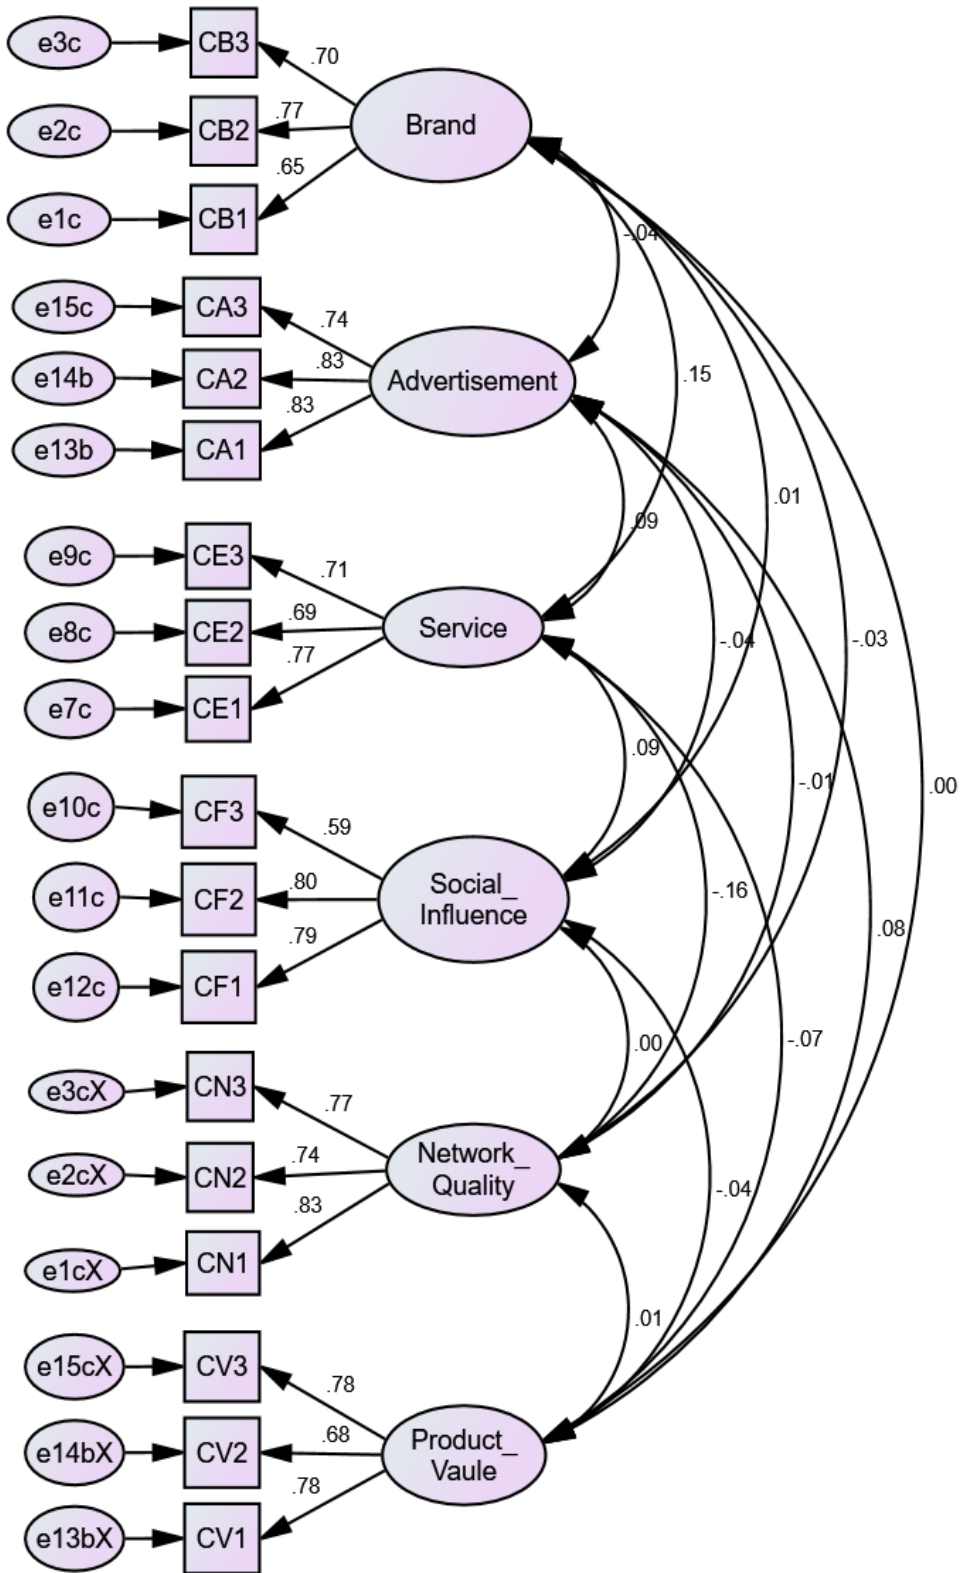 e3c CB3 .70
e2c CB2 .77 Brand
e1c CB1 .65
-.04
e15c CA3 .74
e14b CA2 .83 Advertisement .15
e13b CA1 .83
.01
.09
e9c CE3 .71
e8c CE2 .69 Service -.04 -.03
e7c CE1 .77
.09 -.01 .00
e10c CF3 .59
e11c CF2 .80 Social_
Influence -.16
e12c CF1 .79 .08
.00 -.07
e3cX CN3 .77
e2cX CN2 .74 Network_
Quality -.04
e1cX CN1 .83
.01
e15cX CV3 .78
e14bX CV2 .68 Product_
Vaule
e13bX CV1 .78